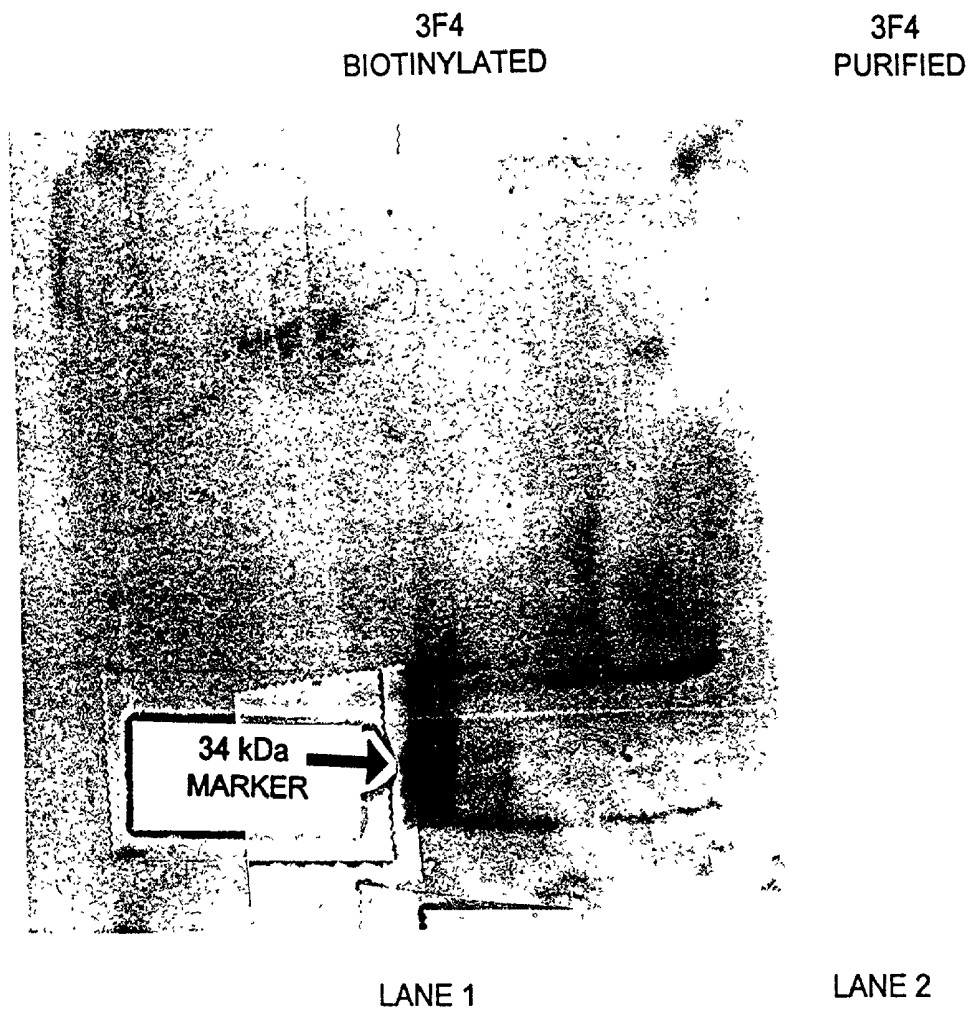 3F4
BIOTINYLATED
3F4
PURIFIED
34 kDa
MARKER
LANE 1
LANE 2